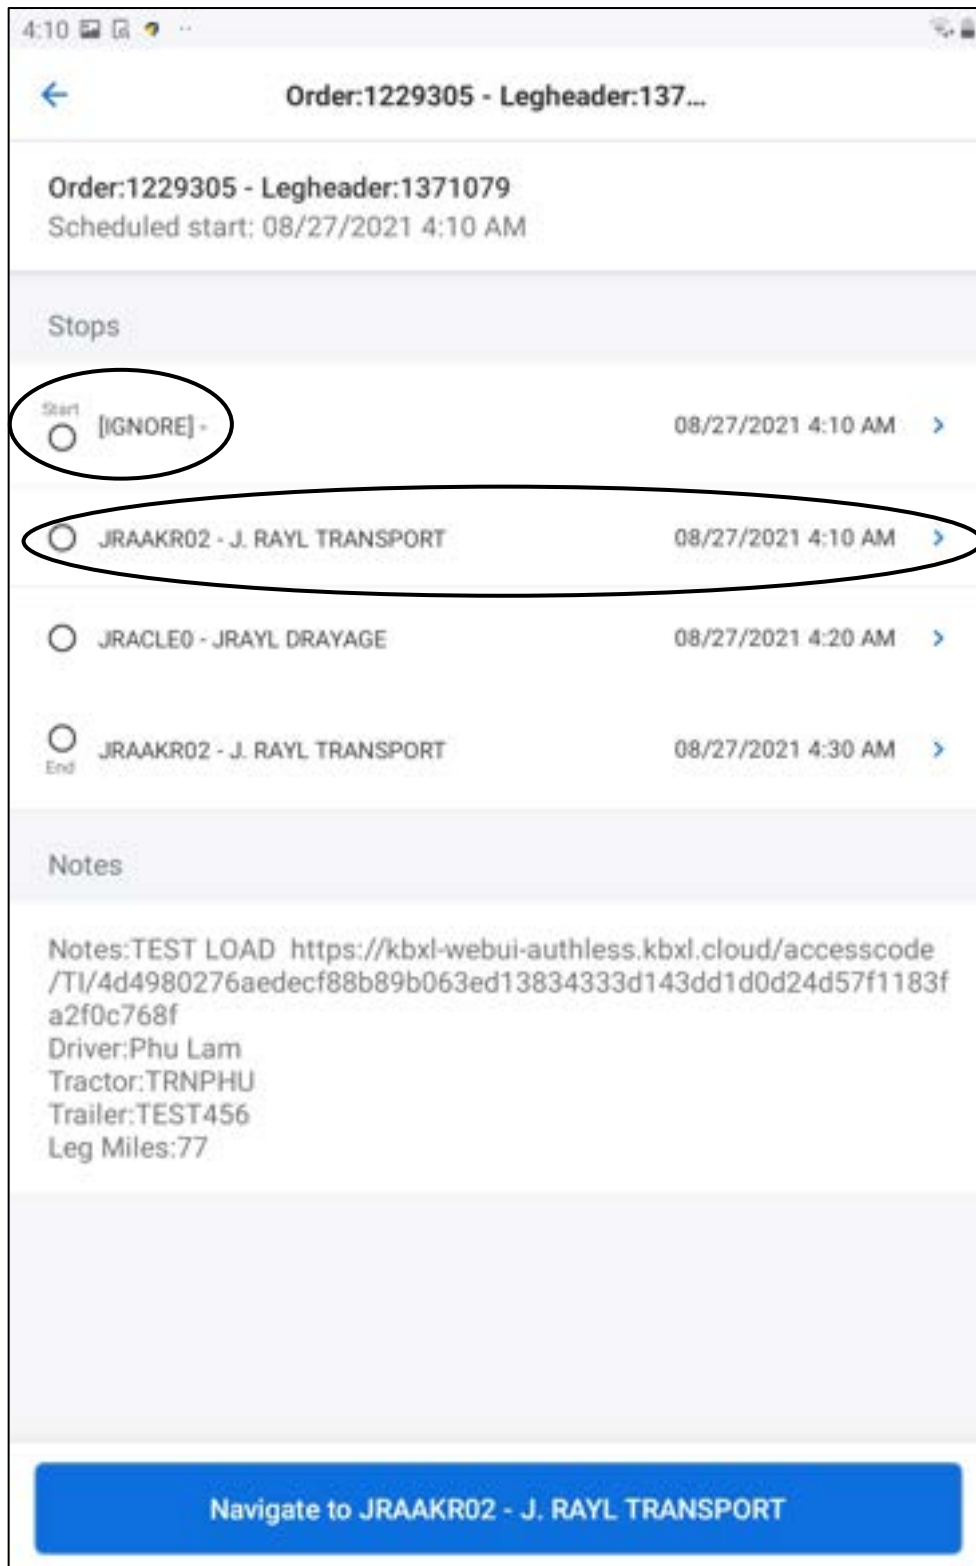 4:10
Order:1229305 - Legheader:137...
Order:1229305 - Legheader:1371079
Scheduled start: 08/27/2021 4:10 AM
Stops
Start
[IGNORE] - 08/27/2021 4:10 AM
JRAAKR02 - J. RAYL TRANSPORT 08/27/2021 4:10 AM
JRACLE0 - JRAYL DRAYAGE 08/27/2021 4:20 AM
JRAAKR02 - J. RAYL TRANSPORT 08/27/2021 4:30 AM
End
Notes
Notes:TEST LOAD https://kbxl-webui-authless.kbxl.cloud/accesscode
/TI/4d4980276aedecf88b89b063ed13834333d143dd1d0d24d57f1183f
a2f0c768f
Driver:Phu Lam
Tractor:TRNPHU
Trailer:TEST456
Leg Miles:77
Navigate to JRAAKR02 - J. RAYL TRANSPORT